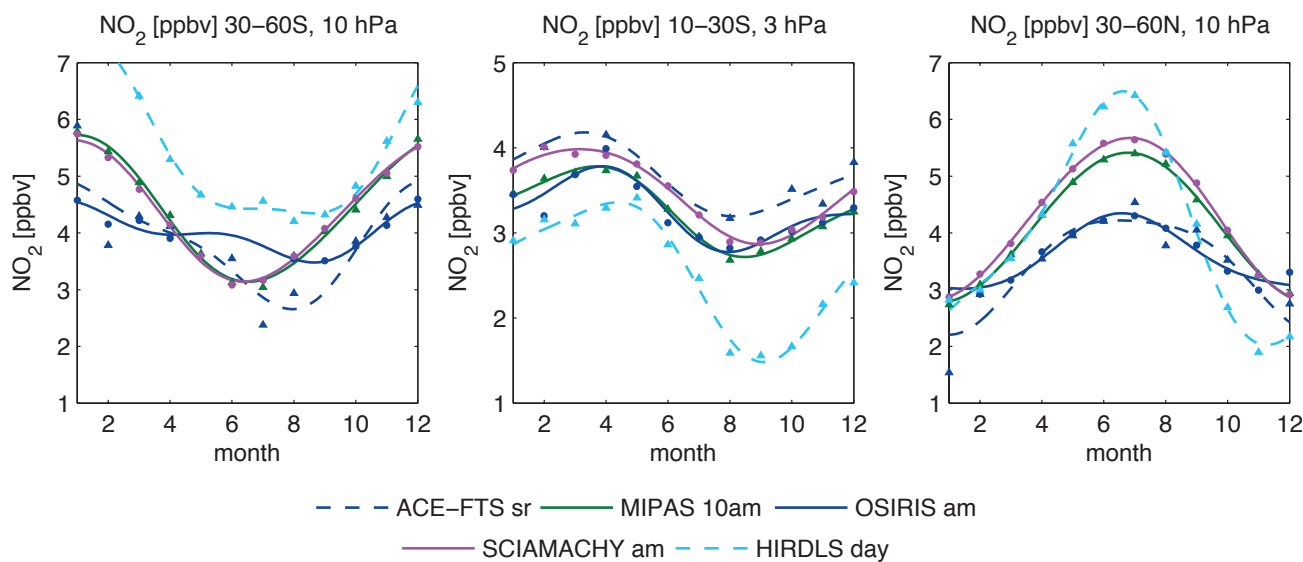 NO2 [ppbv] 30−60S, 10 hPa
NO2 [ppbv] 10−30S, 3 hPa
NO2 [ppbv] 30−60N, 10 hPa
NO2 [ppbv]
7
6
5
4
3
2
1
2 4 6 8 10 12
month
NO2 [ppbv]
5
4
3
2
1
2 4 6 8 10 12
month
NO2 [ppbv]
7
6
5
4
3
2
1
2 4 6 8 10 12
month
ACE−FTS sr MIPAS 10am OSIRIS am
SCIAMACHY am HIRDLS day